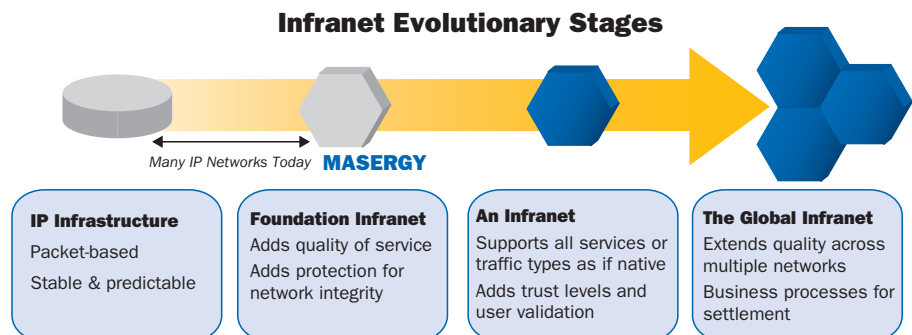 Infranet Evolutionary Stages
Many IP Networks Today
MASERGY
IP Infrastructure
Packet-based
Stable & predictable
Foundation Infranet
Adds quality of service
Adds protection for
network integrity
An Infranet
Supports all services or
traffic types as if native
Adds trust levels and
user validation
The Global Infranet
Extends quality across
multiple networks
Business processes for
settlement